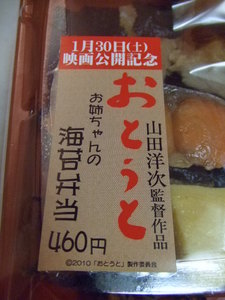 1月30日(土)
映画公開記念
山田洋次監督作品
おとうと
お姉ちゃんの
海苔弁当
460円
©2010「おとうと」製作委員会